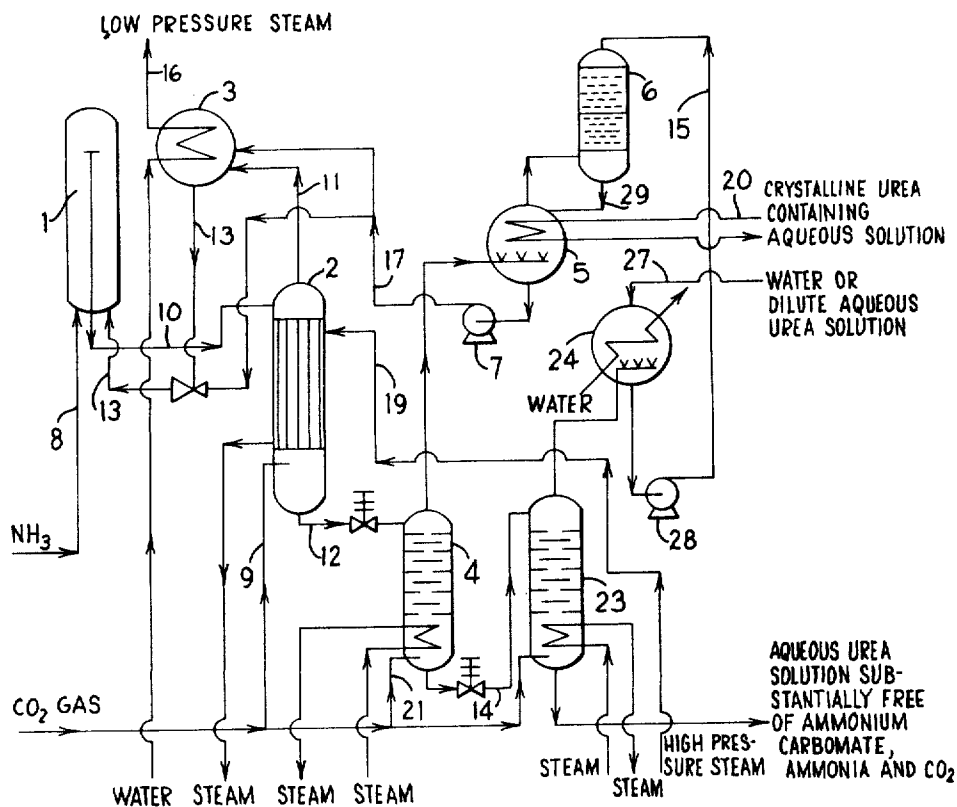 LOW PRESSURE STEAM
16
3
6
15
1
11
29
20
CRYSTALLINE UREA
CONTAINING
AQUEOUS SOLUTION
13
5
2
17
27
WATER OR
DILUTE AQUEOUS
UREA SOLUTION
10
7
24
13
8
19
WATER
NH3
9
12
4
28
23
CO2 GAS
21
14
AQUEOUS UREA
SOLUTION SUB-
STANTIALLY FREE
OF AMMONIUM
CARBOMATE,
AMMONIA AND CO2
HIGH PRES-
SURE STEAM
WATER
STEAM
STEAM
STEAM
STEAM
STEAM